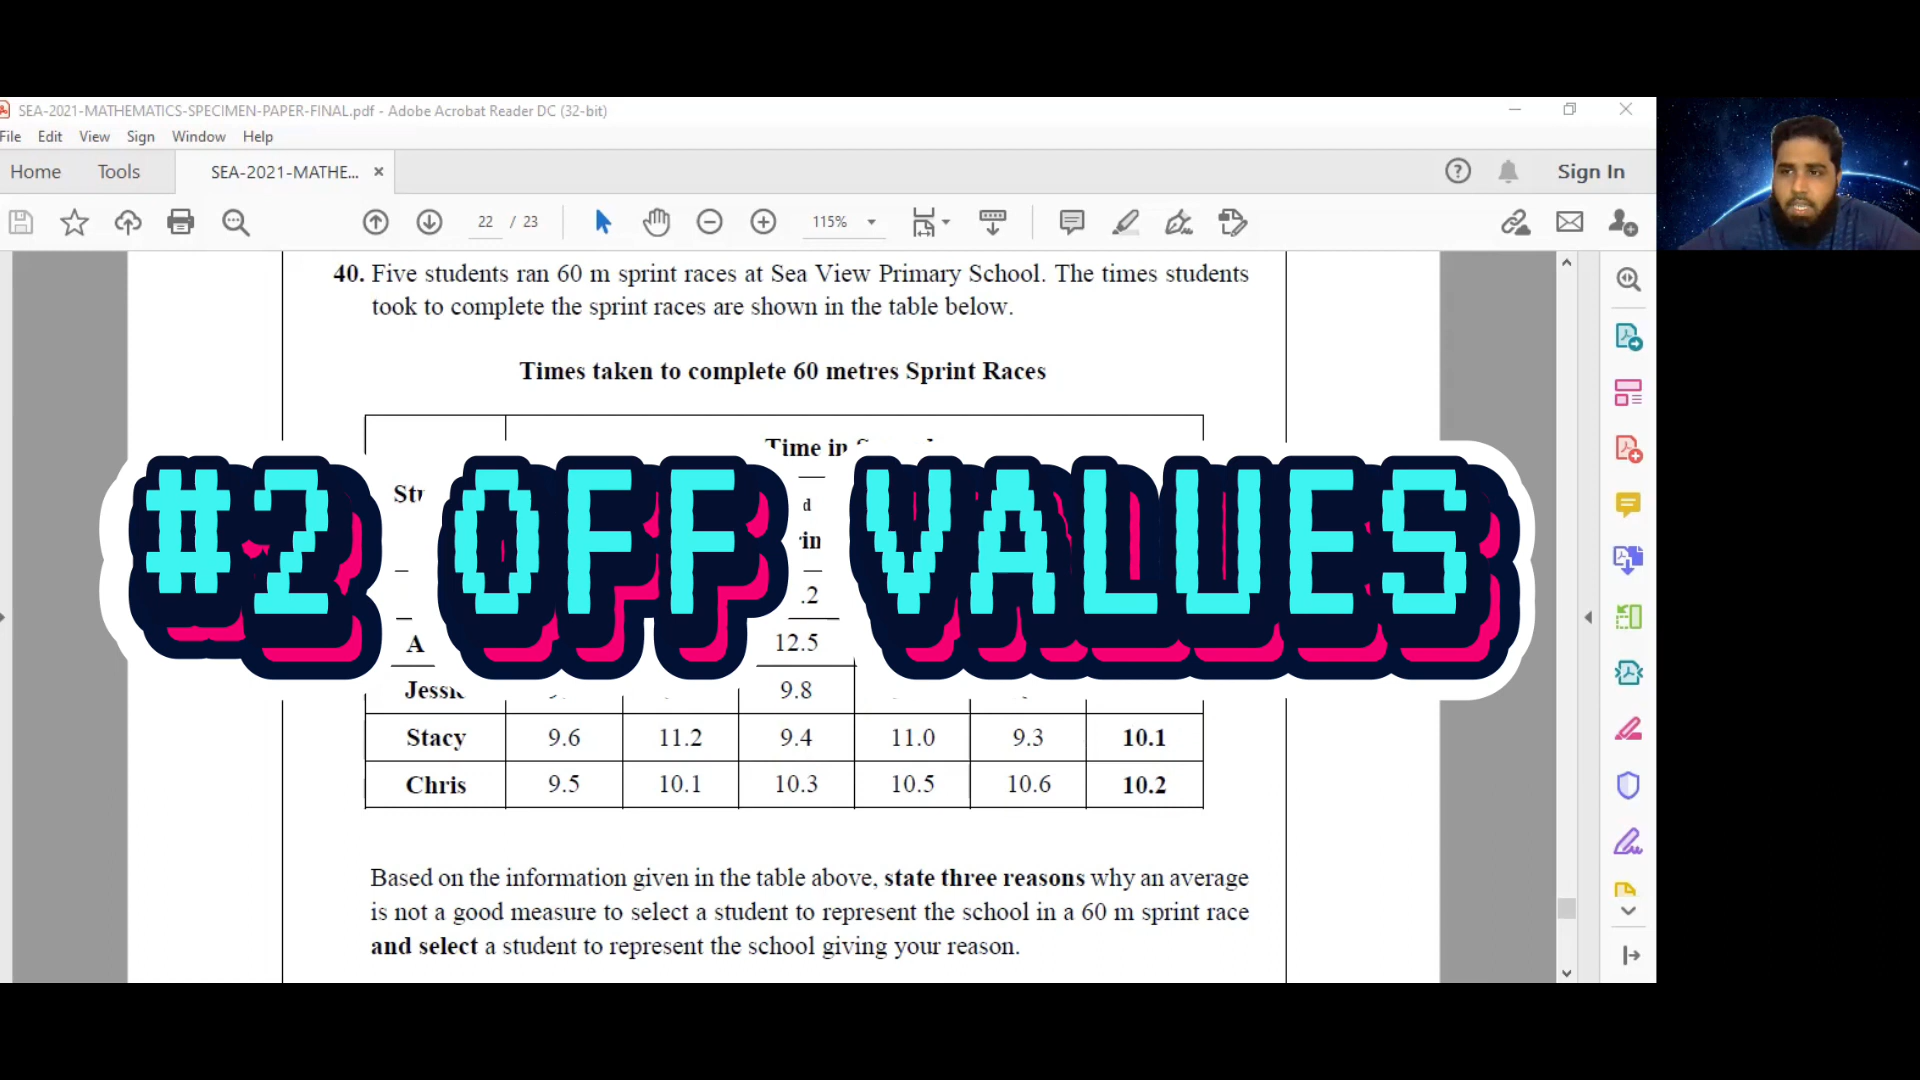 SEA-2021-MATHEMATICS-SPECIMEN-PAPER-FINAL.pdf - Adobe Acrobat Reader DC (32-bit)
File Edit View Sign Window Help
Home Tools SEA-2021-MATHE... × Sign In
22 / 23 115%
40. Five students ran 60 m sprint races at Sea View Primary School. The times students
took to complete the sprint races are shown in the table below.
Times taken to complete 60 metres Sprint Races
Time in
#2 OFF VALUES
.2
A 12.5
9.8
Stacy 9.6 11.2 9.4 11.0 9.3 10.1
Chris 9.5 10.1 10.3 10.5 10.6 10.2
Based on the information given in the table above, state three reasons why an average
is not a good measure to select a student to represent the school in a 60 m sprint race
and select a student to represent the school giving your reason.